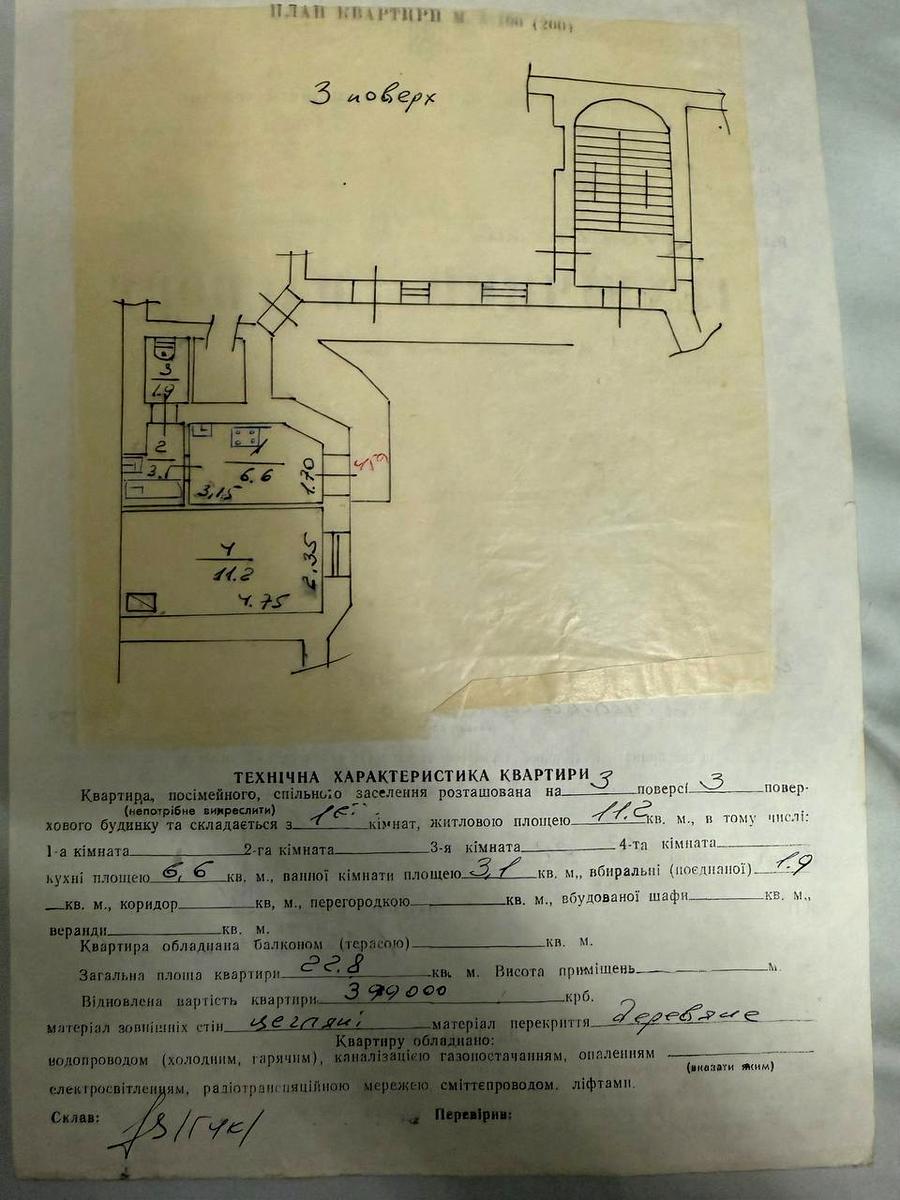 ПЛАН КВАРТИРИ М 1:100 (200)
3 поверх
3
1.9
2
3.1
1
6.6
3,15
1.70
4
11.2
2,35
4.75
ТЕХНІЧНА ХАРАКТЕРИСТИКА КВАРТИРИ
Квартира, посімейного, спільного заселення розташована на 3 поверсі 3 повер-
(непотрібне викреслити)
хового будинку та складається з кімнат, житловою площею 11.2 кв. м., в тому числі:
1-а кімната 2-га кімната 3-я кімната 4-та кімната
кухні площею 6,6 кв. м., ванної кімнати площею 3,1 кв. м,, вбиральні (поєднаної) 1.9
кв. м., коридор кв, м., перегородкою кв. м., вбудованої шафи кв. м.,
веранди кв. м.
Квартира обладнана балконом (терасою) кв. м.
Загальна площа квартири 22.8 кв. м. Висота приміщень м.
Відновлена вартість квартири 399000 крб.
матеріал зовнішніх стін цегляні матеріал перекриття деревяне
Квартиру обладнано:
водопроводом (холодним, гарячим), каналізацією газопостачанням, опаленням
(вказати яким)
електросвітленням, радіотрансляційною мережею сміттєпроводом, ліфтами.
Склав: Перевірив: